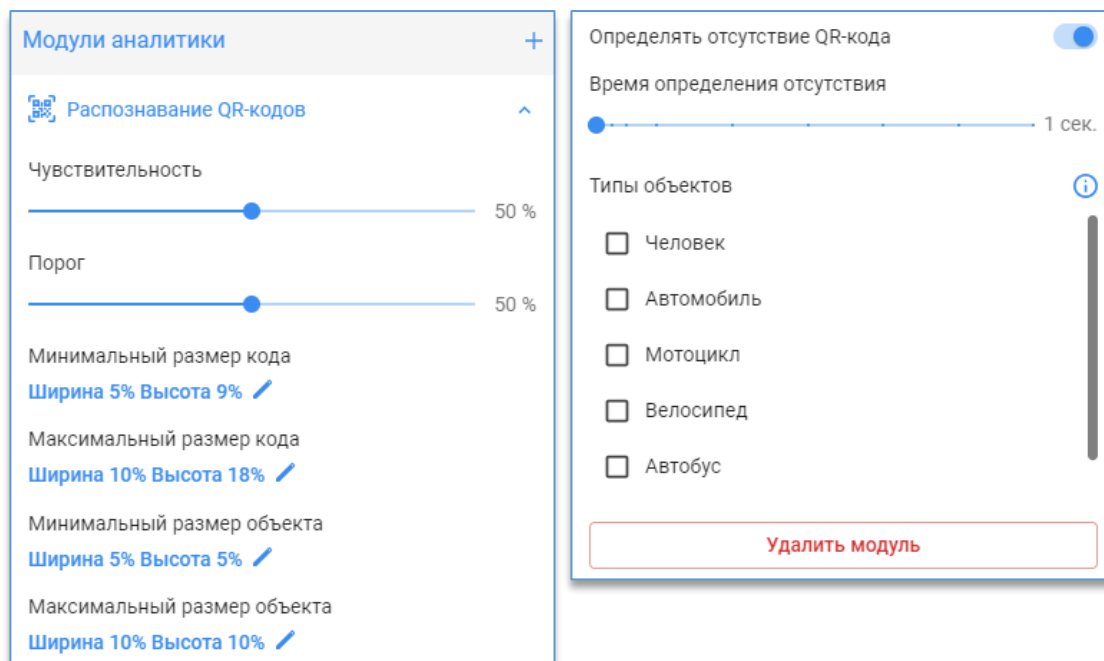 Модули аналитики
Распознавание QR-кодов
Чувствительность
50 %
Порог
50 %
Минимальный размер кода
Ширина 5% Высота 9%
Максимальный размер кода
Ширина 10% Высота 18%
Минимальный размер объекта
Ширина 5% Высота 5%
Максимальный размер объекта
Ширина 10% Высота 10%
Определять отсутствие QR-кода
Время определения отсутствия
1 сек.
Типы объектов
Человек
Автомобиль
Мотоцикл
Велосипед
Автобус
Удалить модуль